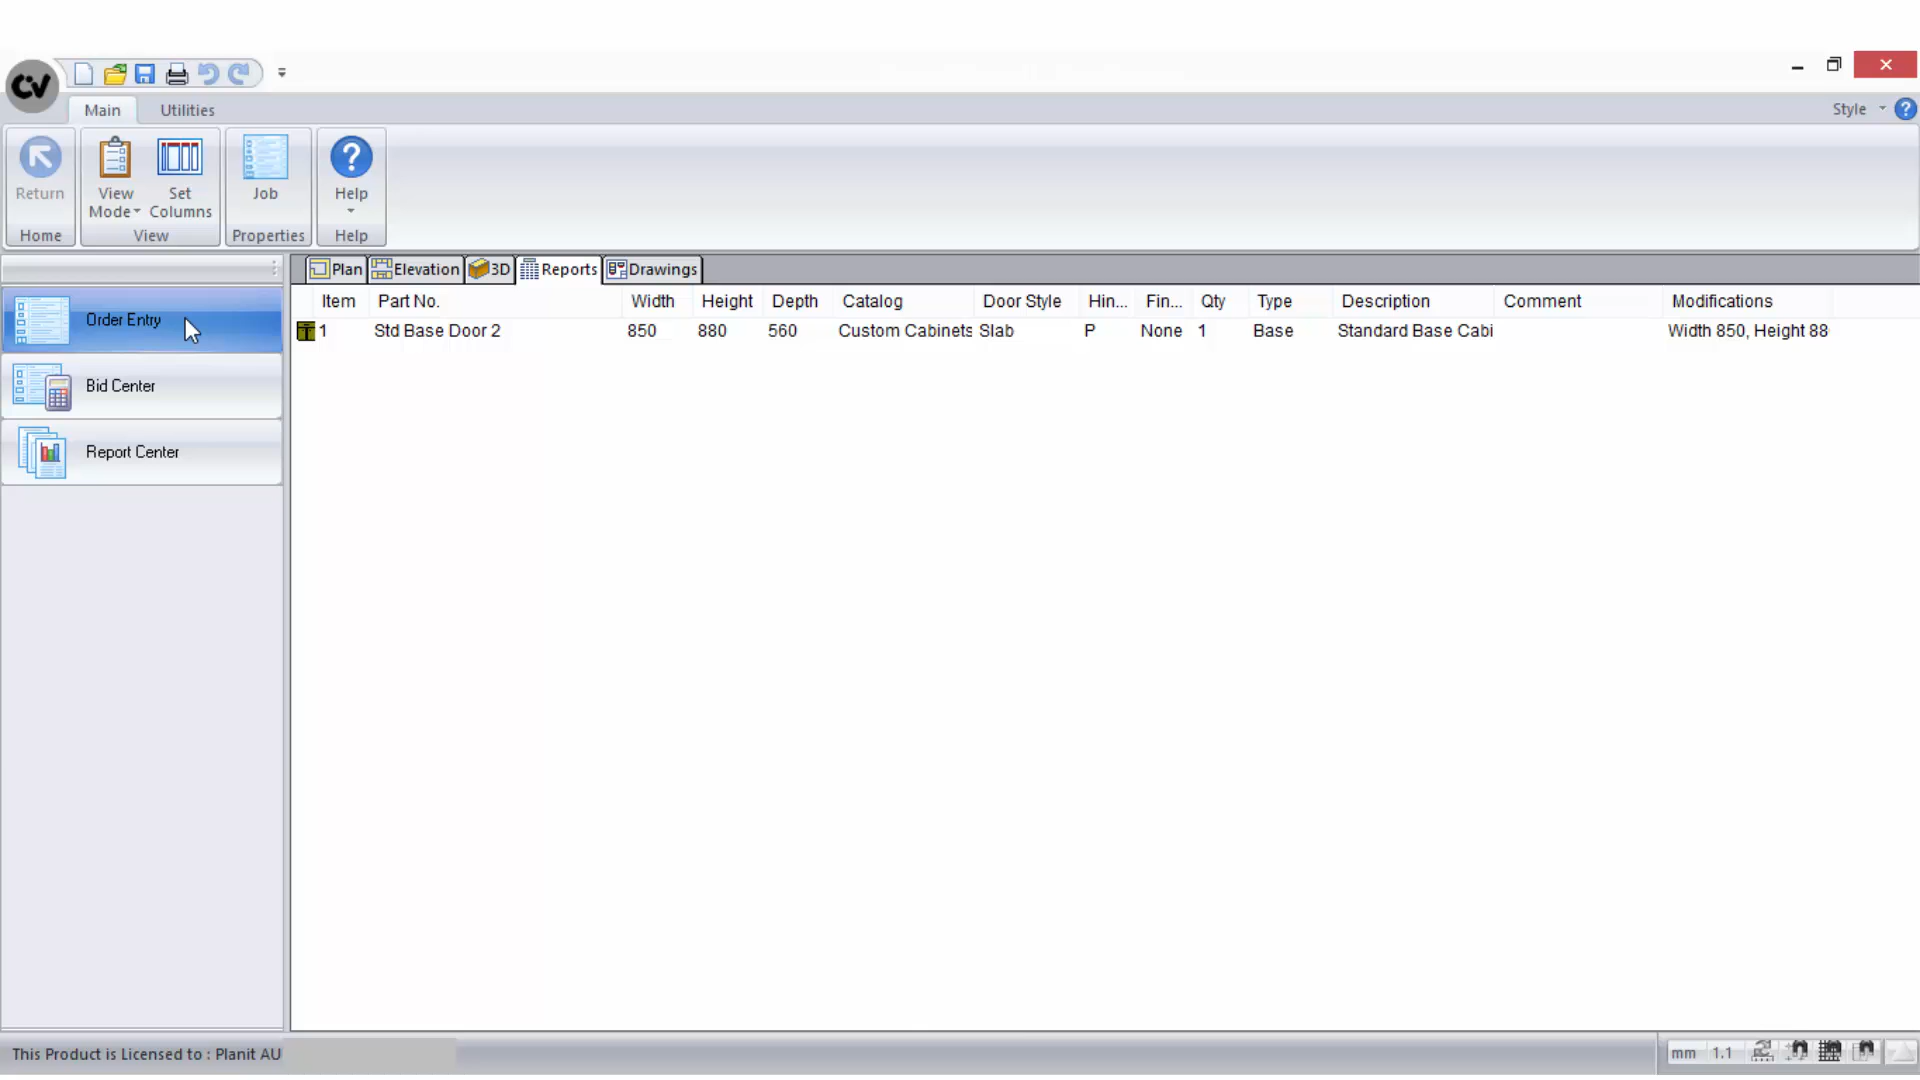 CV
Main Utilities Style
Return View Mode Set Columns Job Help
Home View Properties Help
Plan Elevation 3D Reports Drawings
Item Part No. Width Height Depth Catalog Door Style Hin... Fin... Qty Type Description Comment Modifications
1 Std Base Door 2 850 880 560 Custom Cabinets Slab P None 1 Base Standard Base Cabi Width 850, Height 88
Order Entry
Bid Center
Report Center
This Product is Licensed to : Planit AU
mm 1.1